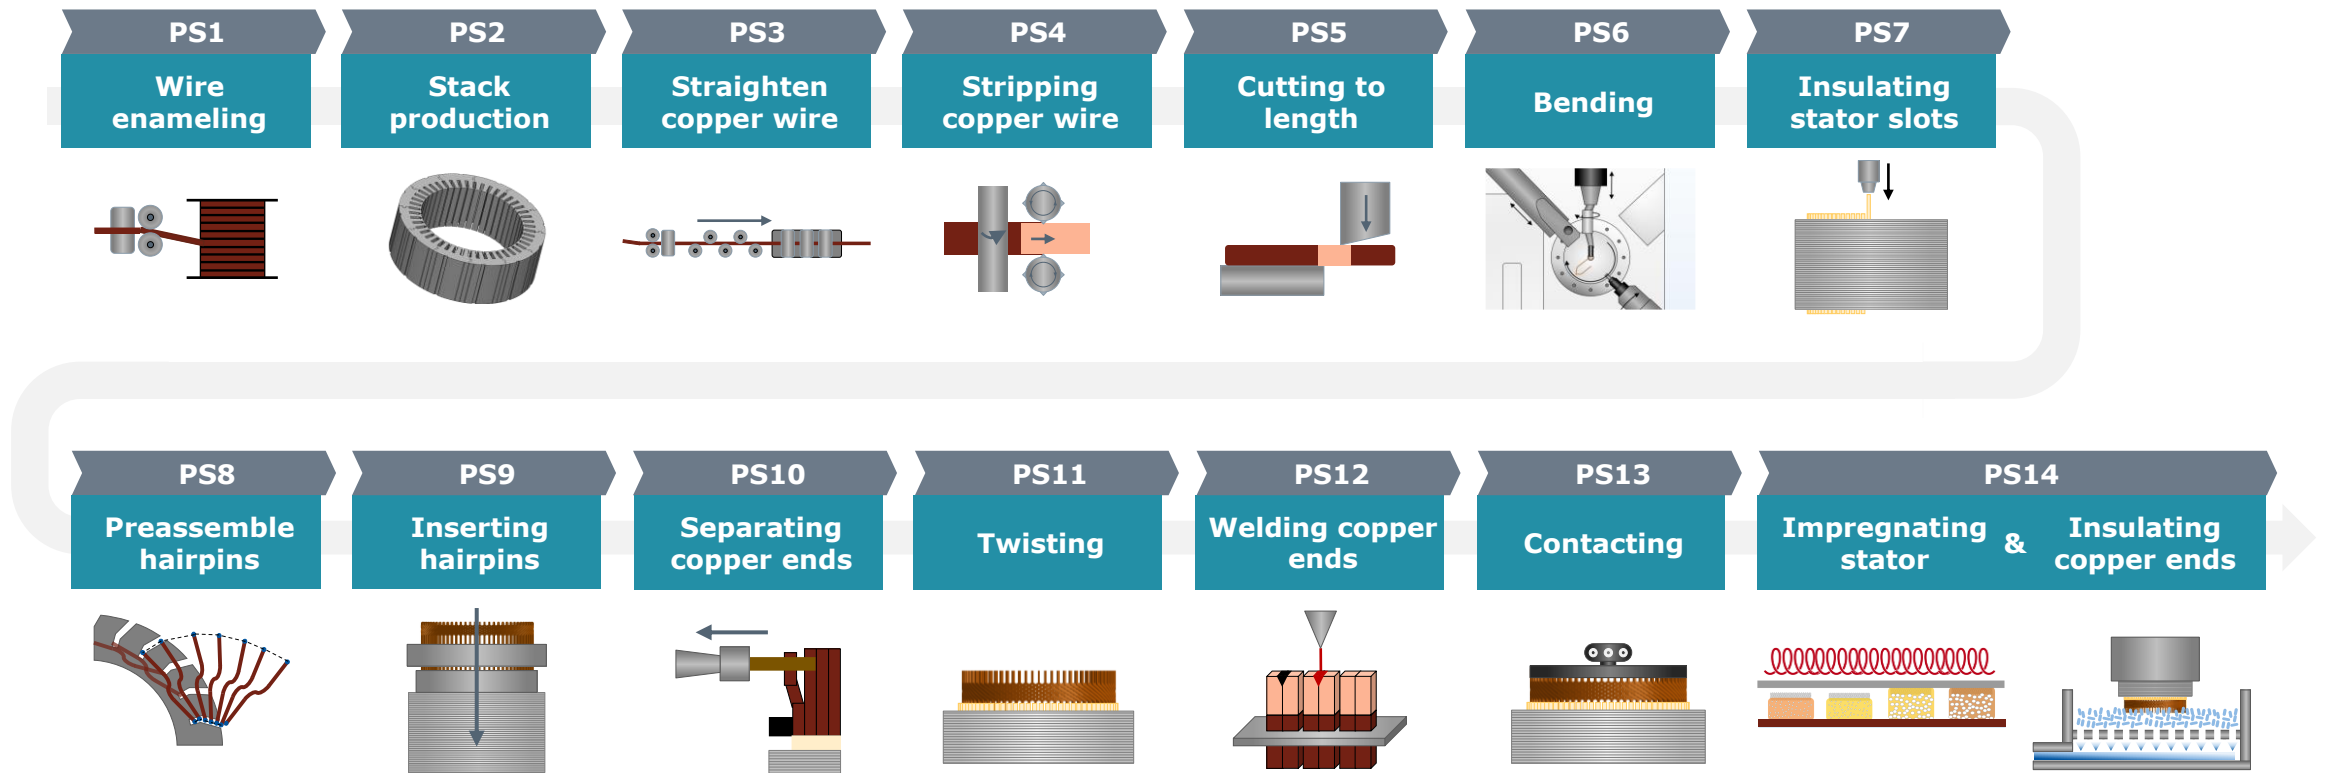 PS1
Wire
enameling
PS2
Stack
production
PS3
Straighten
copper wire
PS4
Stripping
copper wire
PS5
Cutting to
length
PS6
Bending
PS7
Insulating
stator slots
PS8
Preassemble
hairpins
PS9
Inserting
hairpins
PS10
Separating
copper ends
PS11
Twisting
PS12
Welding copper
ends
PS13
Contacting
PS14
Impregnating
stator
&
Insulating
copper ends